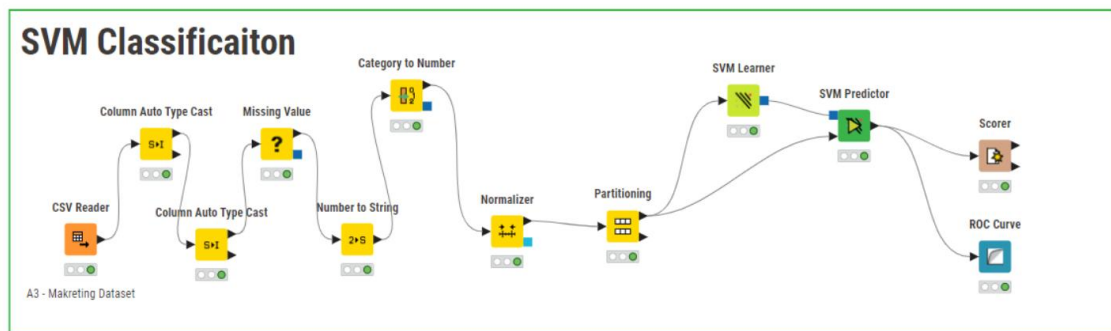 SVM Classificaiton
Category to Number
SVM Learner
SVM Predictor
Column Auto Type Cast
Missing Value
Scorer
S▸I
?
CSV Reader
Column Auto Type Cast
Number to String
Normalizer
Partitioning
ROC Curve
S▸I
2▸S
A3 - Makreting Dataset